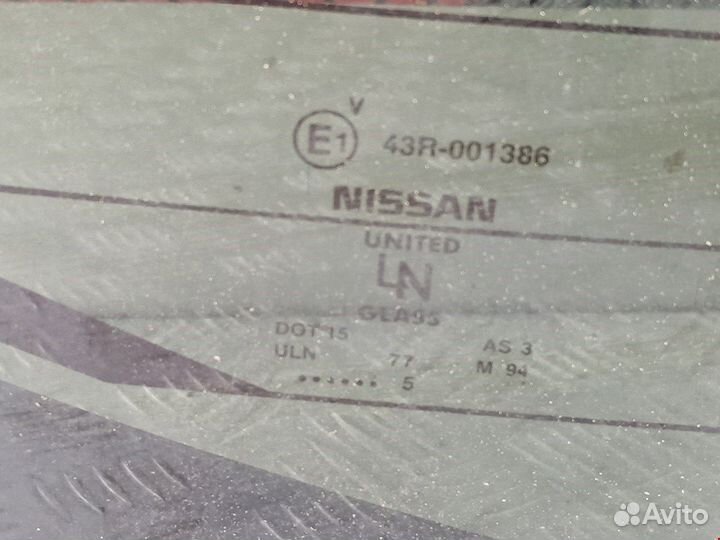 V
E1 43R-001386
NISSAN
UNITED
LN
GLASS
DOT 15 AS 3
ULN 77 M 94
•••••• 5
Avito